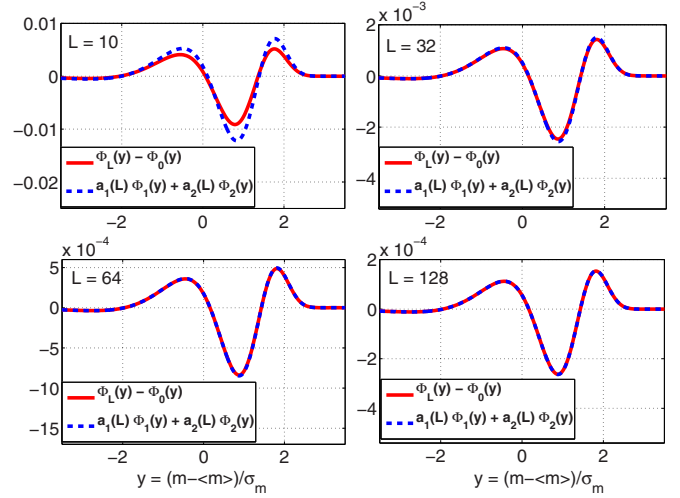 L = 10
0.01
0
−0.01
−0.02
Φ_L(y) − Φ_0(y)
a_1(L) Φ_1(y) + a_2(L) Φ_2(y)
−2 0 2
x 10^−3
L = 32
2
0
−2
−4
Φ_L(y) − Φ_0(y)
a_1(L) Φ_1(y) + a_2(L) Φ_2(y)
−2 0 2
x 10^−4
L = 64
5
0
−5
−10
−15
Φ_L(y) − Φ_0(y)
a_1(L) Φ_1(y) + a_2(L) Φ_2(y)
−2 0 2
y = (m−<m>)/σ_m
x 10^−4
L = 128
2
0
−2
−4
Φ_L(y) − Φ_0(y)
a_1(L) Φ_1(y) + a_2(L) Φ_2(y)
−2 0 2
y = (m−<m>)/σ_m